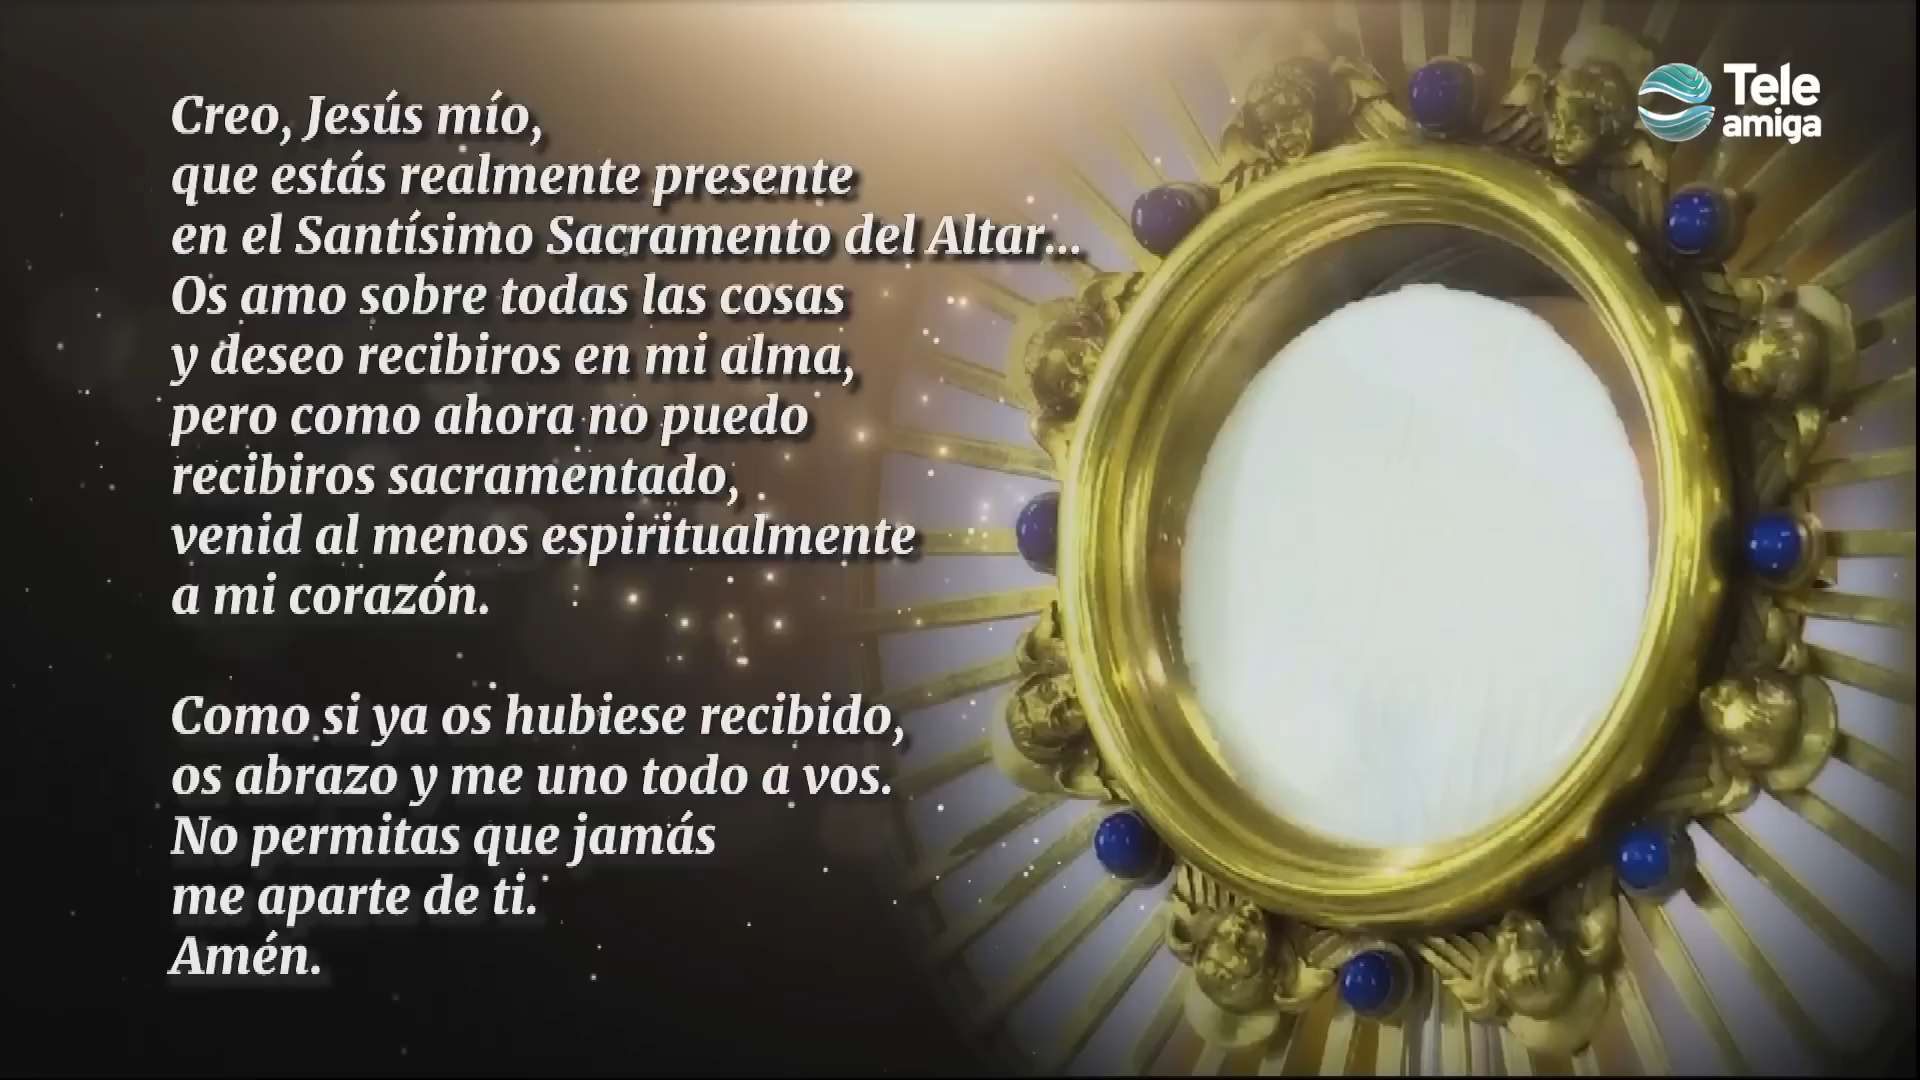 Creo, Jesús mío,
que estás realmente presente
en el Santísimo Sacramento del Altar...
Os amo sobre todas las cosas
y deseo recibiros en mi alma,
pero como ahora no puedo
recibiros sacramentado,
venid al menos espiritualmente
a mi corazón.
Como si ya os hubiese recibido,
os abrazo y me uno todo a vos.
No permitas que jamás
me aparte de ti.
Amén.
Tele
amiga